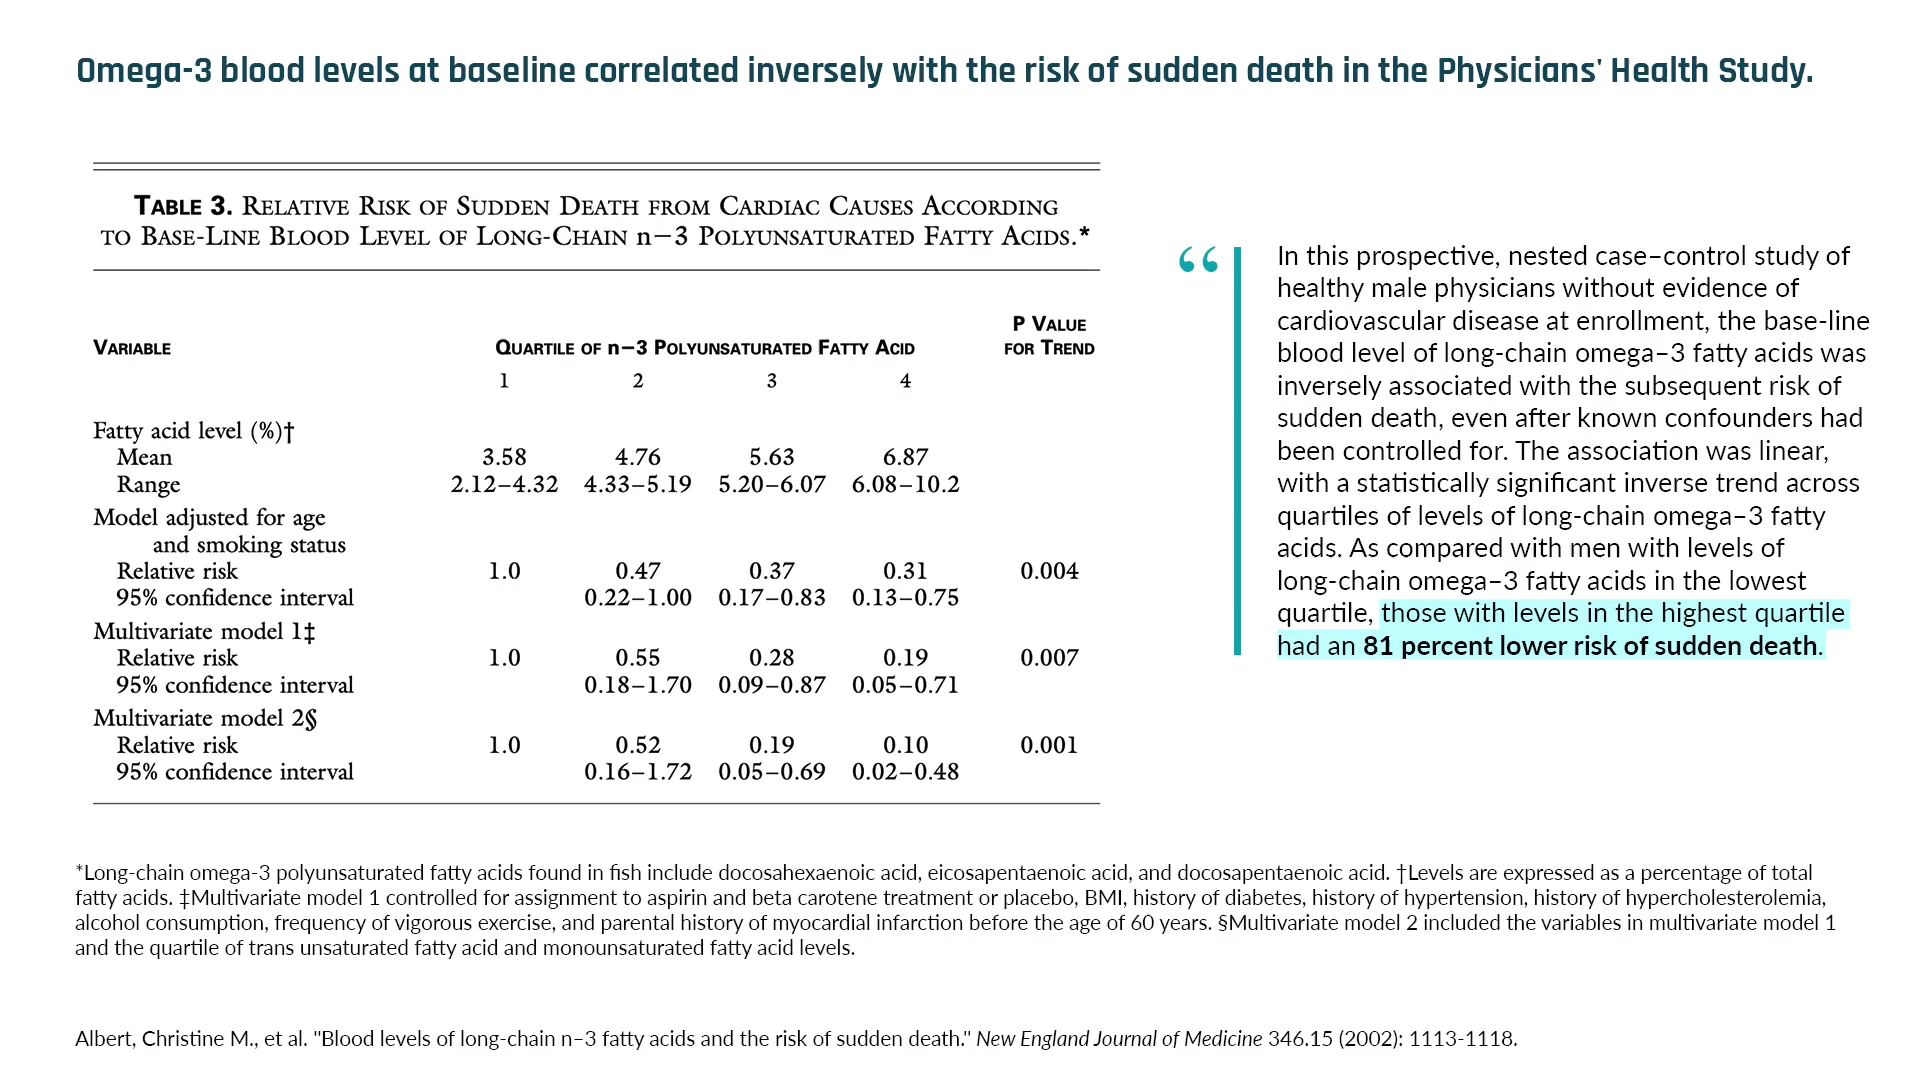 Omega-3 blood levels at baseline correlated inversely with the risk of sudden death in the Physicians' Health Study.
TABLE 3. RELATIVE RISK OF SUDDEN DEATH FROM CARDIAC CAUSES ACCORDING
TO BASE-LINE BLOOD LEVEL OF LONG-CHAIN n−3 POLYUNSATURATED FATTY ACIDS.*
VARIABLE QUARTILE OF n−3 POLYUNSATURATED FATTY ACID P VALUE FOR TREND
1 2 3 4
Fatty acid level (%)†
Mean 3.58 4.76 5.63 6.87
Range 2.12–4.32 4.33–5.19 5.20–6.07 6.08–10.2
Model adjusted for age
and smoking status
Relative risk 1.0 0.47 0.37 0.31 0.004
95% confidence interval 0.22–1.00 0.17–0.83 0.13–0.75
Multivariate model 1‡
Relative risk 1.0 0.55 0.28 0.19 0.007
95% confidence interval 0.18–1.70 0.09–0.87 0.05–0.71
Multivariate model 2§
Relative risk 1.0 0.52 0.19 0.10 0.001
95% confidence interval 0.16–1.72 0.05–0.69 0.02–0.48
“ In this prospective, nested case–control study of
healthy male physicians without evidence of
cardiovascular disease at enrollment, the base-line
blood level of long-chain omega–3 fatty acids was
inversely associated with the subsequent risk of
sudden death, even after known confounders had
been controlled for. The association was linear,
with a statistically significant inverse trend across
quartiles of levels of long-chain omega–3 fatty
acids. As compared with men with levels of
long-chain omega–3 fatty acids in the lowest
quartile, those with levels in the highest quartile
had an 81 percent lower risk of sudden death.
*Long-chain omega-3 polyunsaturated fatty acids found in fish include docosahexaenoic acid, eicosapentaenoic acid, and docosapentaenoic acid. †Levels are expressed as a percentage of total
fatty acids. ‡Multivariate model 1 controlled for assignment to aspirin and beta carotene treatment or placebo, BMI, history of diabetes, history of hypertension, history of hypercholesterolemia,
alcohol consumption, frequency of vigorous exercise, and parental history of myocardial infarction before the age of 60 years. §Multivariate model 2 included the variables in multivariate model 1
and the quartile of trans unsaturated fatty acid and monounsaturated fatty acid levels.
Albert, Christine M., et al. "Blood levels of long-chain n–3 fatty acids and the risk of sudden death." New England Journal of Medicine 346.15 (2002): 1113-1118.